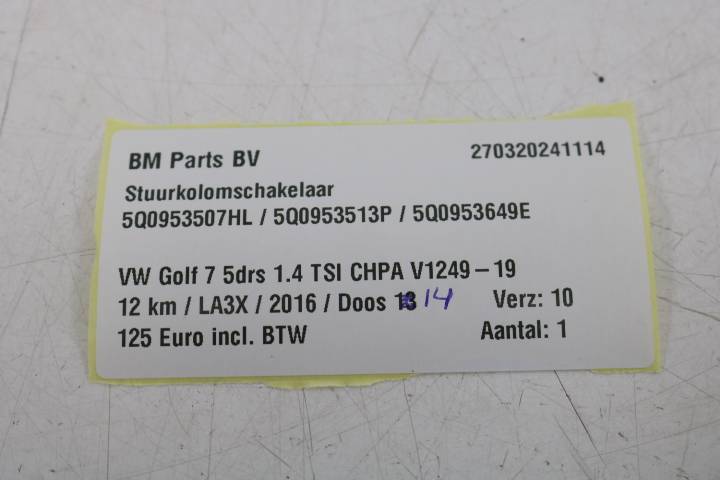 BM Parts BV 270320241114
Stuurkolomschakelaar
5Q0953507HL / 5Q0953513P / 5Q0953649E
VW Golf 7 5drs 1.4 TSI CHPA V1249-19
12 km / LA3X / 2016 / Doos 13 14 Verz: 10
125 Euro incl. BTW Aantal: 1